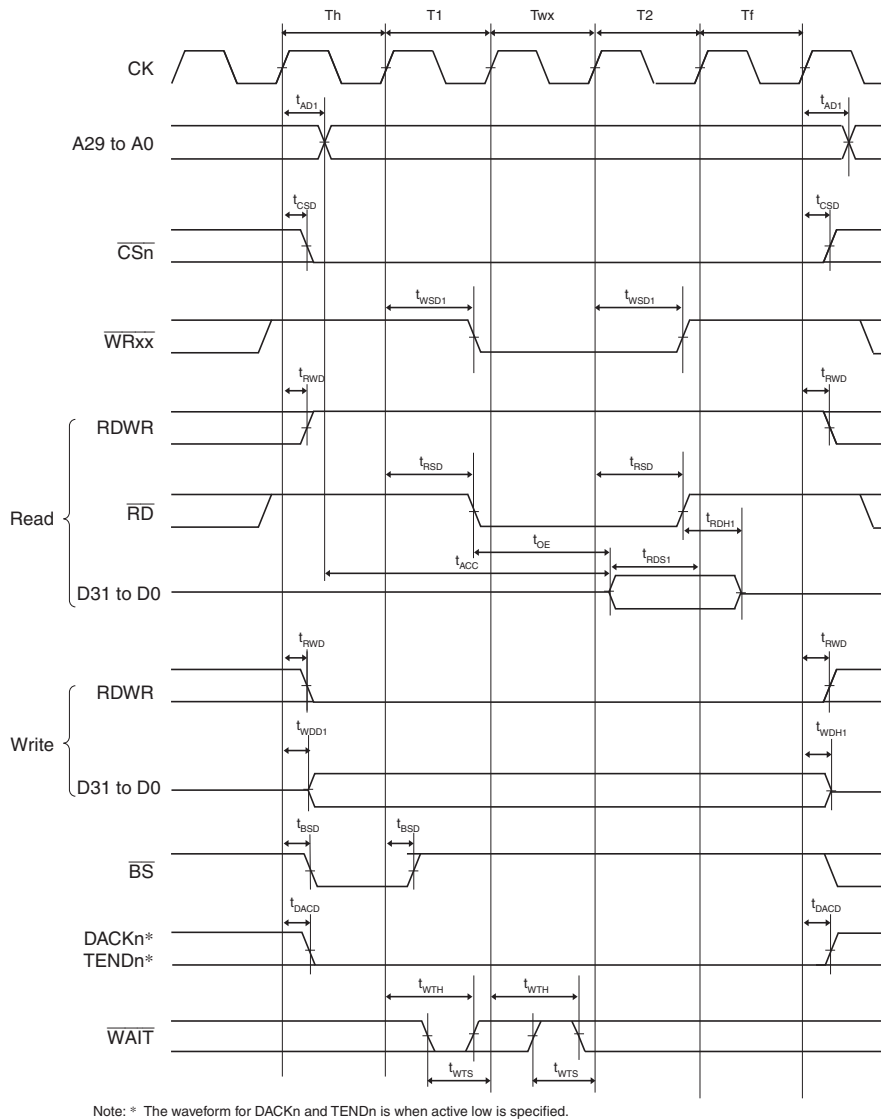 Th T1 Twx T2 Tf
CK
tAD1 tAD1
A29 to A0
tCSD tCSD
CSn
tWSD1 tWSD1
WRxx
tRWD tRWD
RDWR
tRSD tRSD
Read
RD
tRDH1
tOE
tACC tRDS1
D31 to D0
tRWD tRWD
RDWR
Write
tWDD1 tWDH1
D31 to D0
tBSD tBSD
BS
tDACD tDACD
DACKn*
TENDn*
tWTH tWTH
WAIT
tWTS tWTS
Note: * The waveform for DACKn and TENDn is when active low is specified.